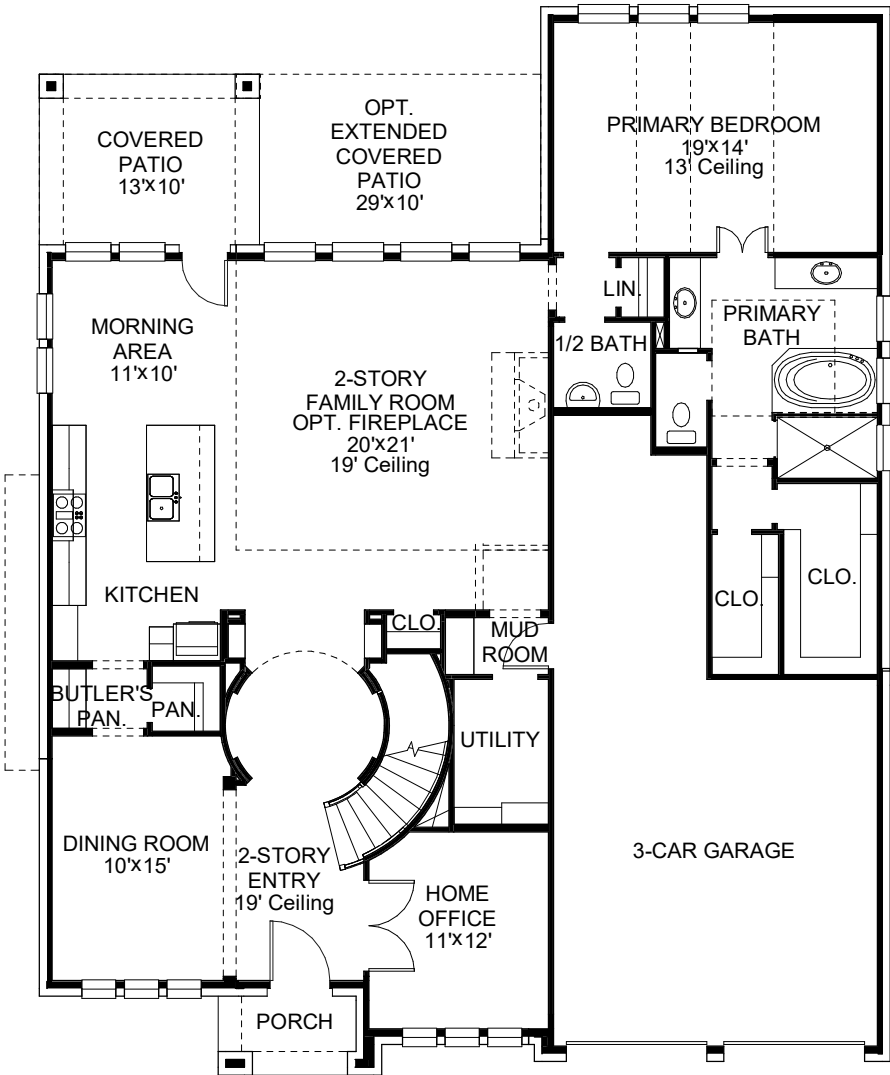 OPT.
EXTENDED
COVERED
PATIO
29'x10'
COVERED
PATIO
13'x10'
PRIMARY BEDROOM
19'x14'
13' Ceiling
LIN.
PRIMARY
BATH
MORNING
AREA
11'x10'
1/2 BATH
2-STORY
FAMILY ROOM
OPT. FIREPLACE
20'x21'
19' Ceiling
KITCHEN
CLO.
MUD
ROOM
CLO.
CLO.
BUTLER'S
PAN.
PAN.
UTILITY
DINING ROOM
10'x15'
2-STORY
ENTRY
19' Ceiling
3-CAR GARAGE
HOME
OFFICE
11'x12'
PORCH